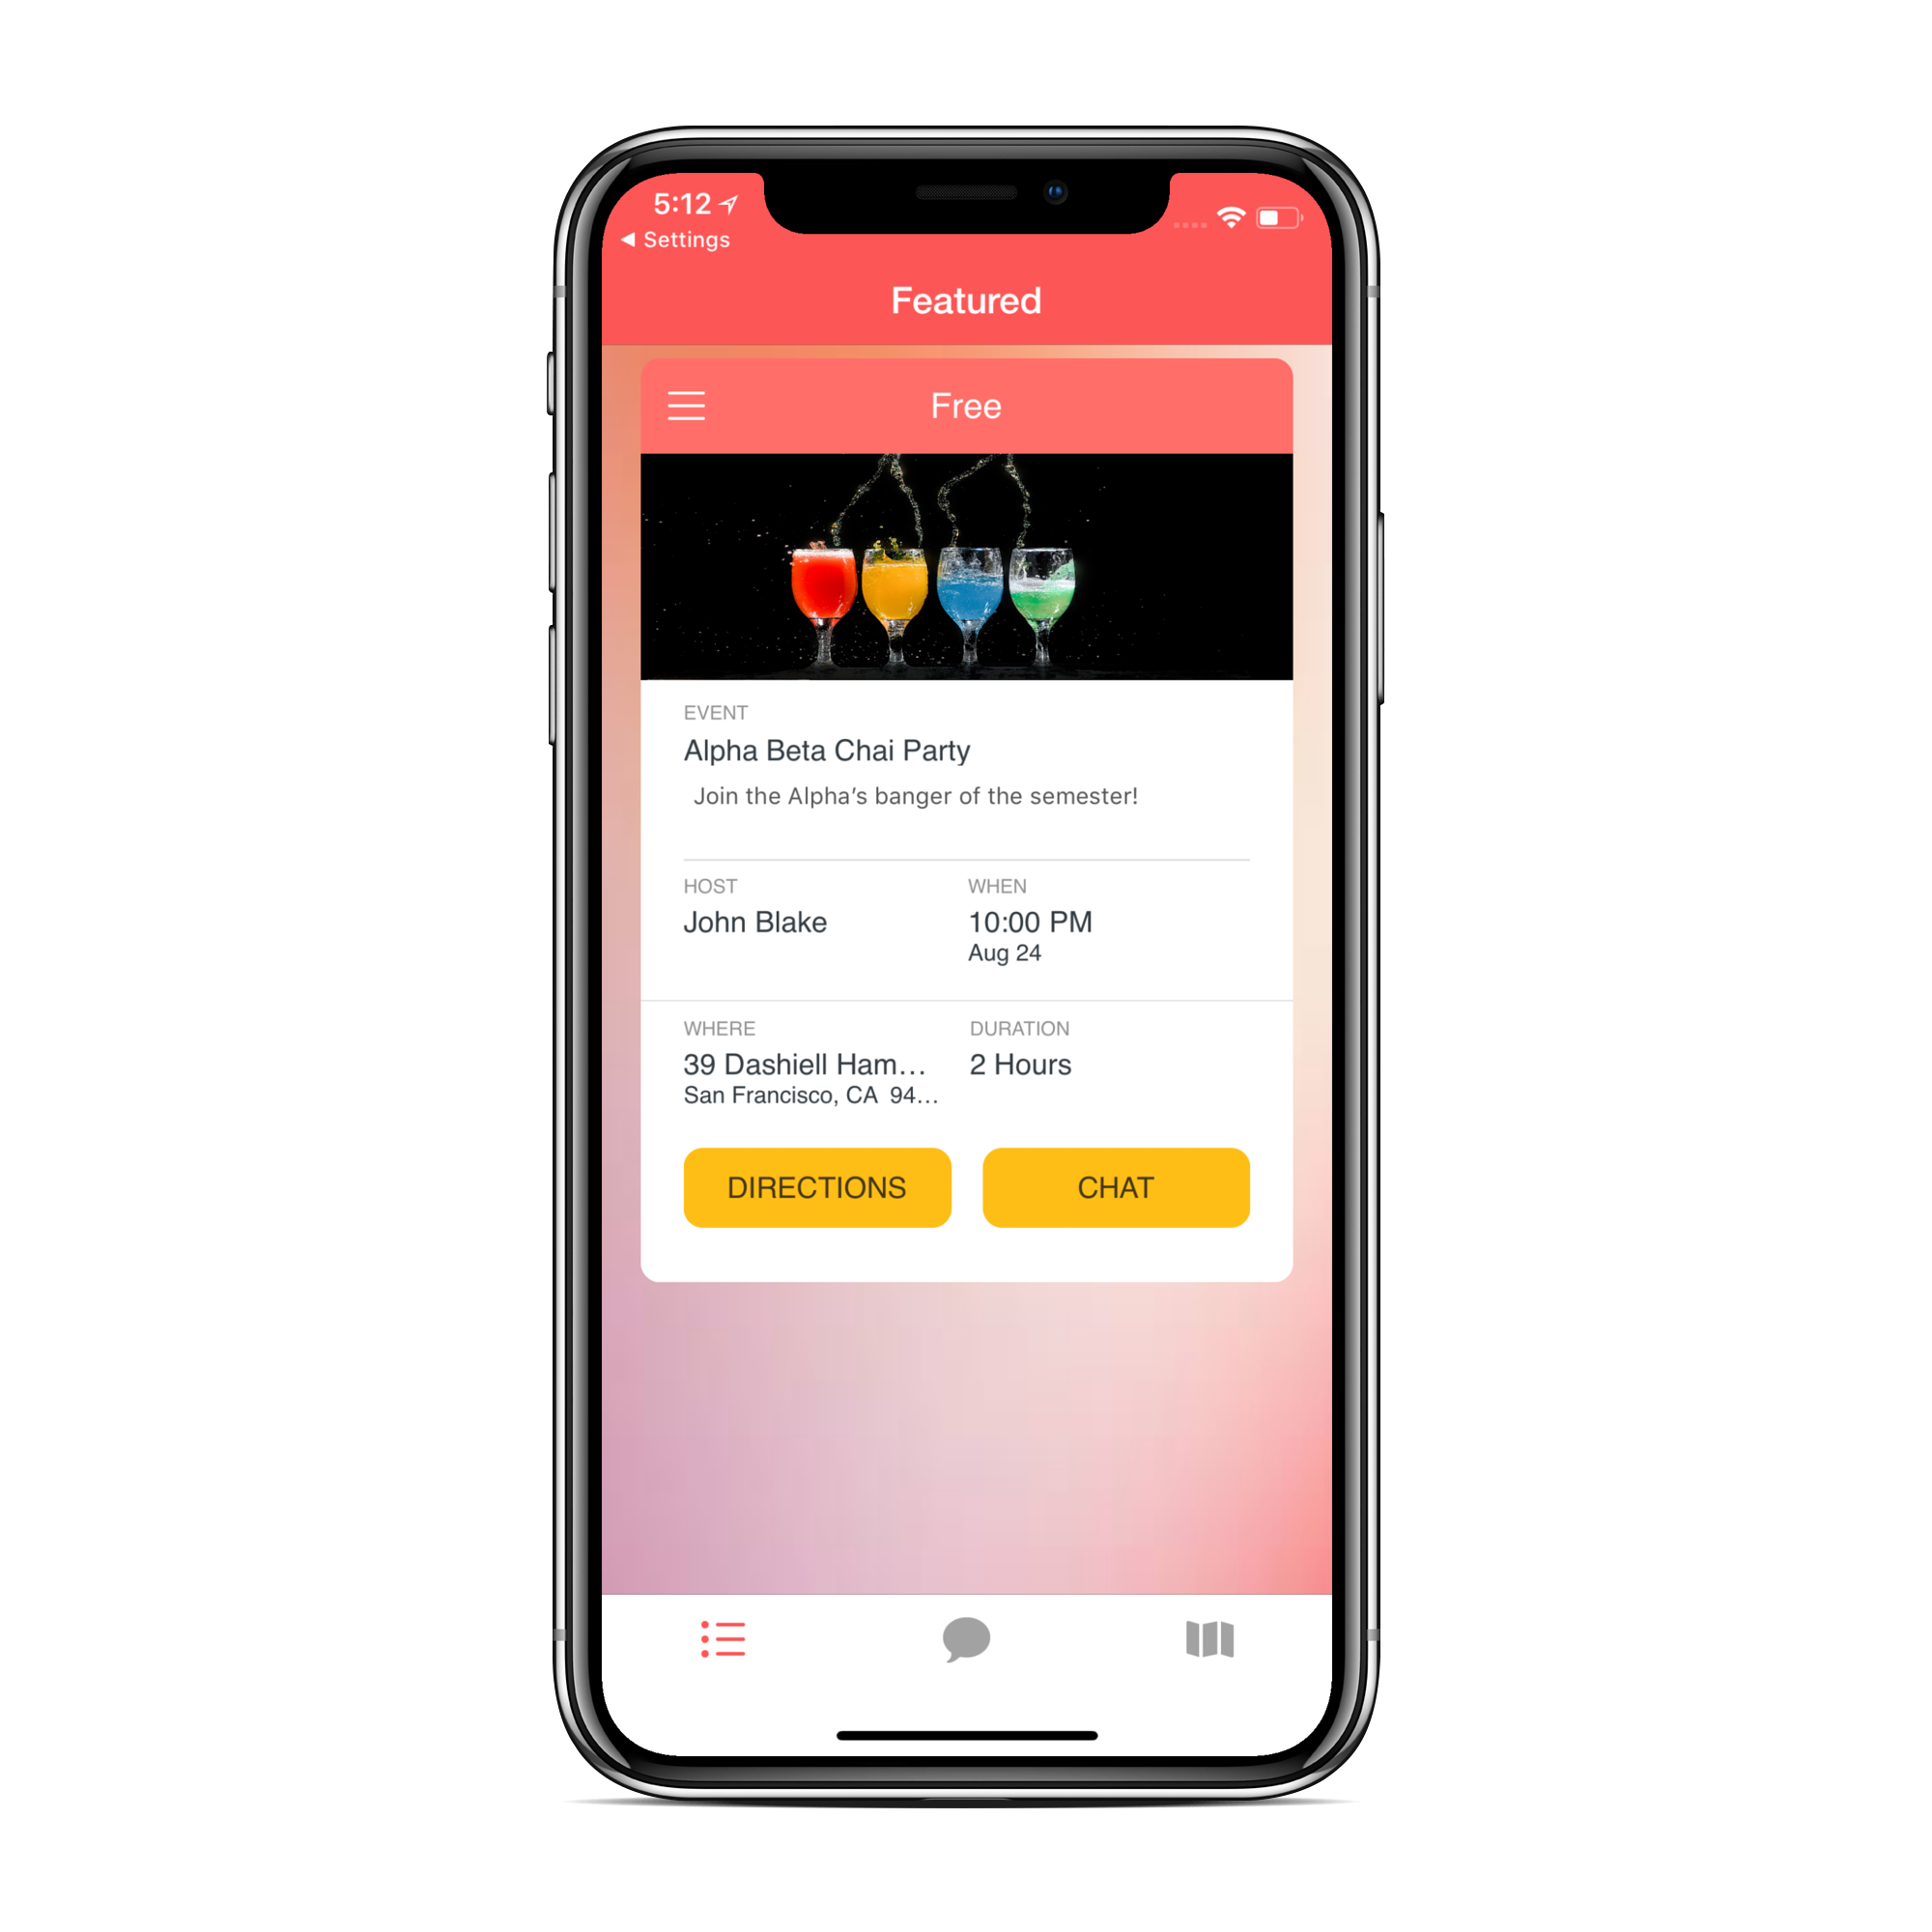 5:12
Settings
Featured
Free
EVENT
Alpha Beta Chai Party
Join the Alpha’s banger of the semester!
HOST
WHEN
John Blake
10:00 PM
Aug 24
WHERE
DURATION
39 Dashiell Ham...
2 Hours
San Francisco, CA 94...
DIRECTIONS
CHAT